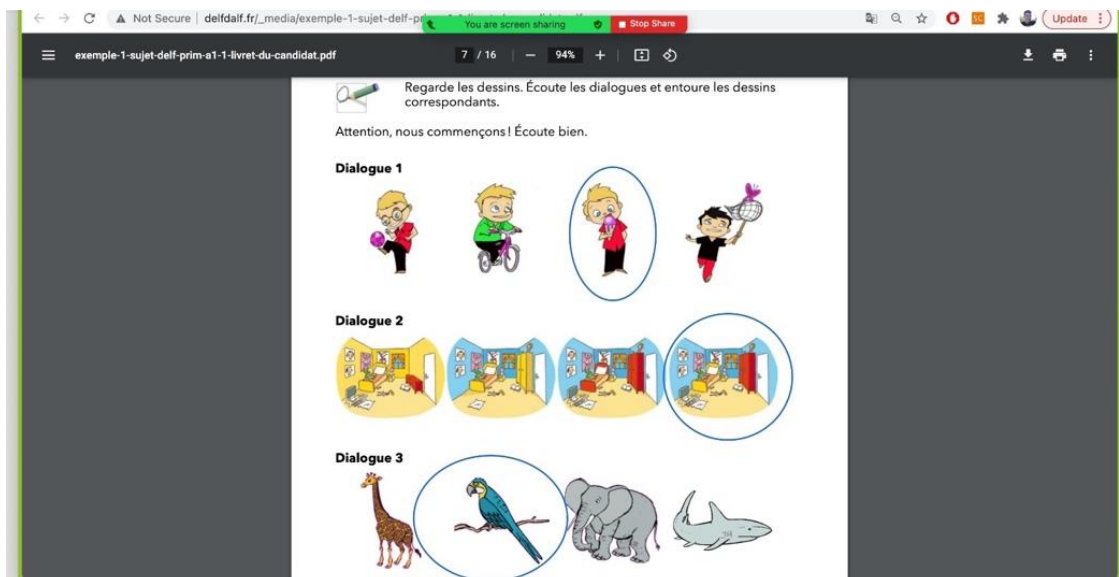 Not Secure | delfdalf.fr/_media/exemple-1-sujet-delf-p
You are screen sharing
Stop Share
SC
Update
exemple-1-sujet-delf-prim-a1-1-livret-du-candidat.pdf
7 / 16
94%
Regarde les dessins. Écoute les dialogues et entoure les dessins
correspondants.
Attention, nous commençons ! Écoute bien.
Dialogue 1
Dialogue 2
Dialogue 3